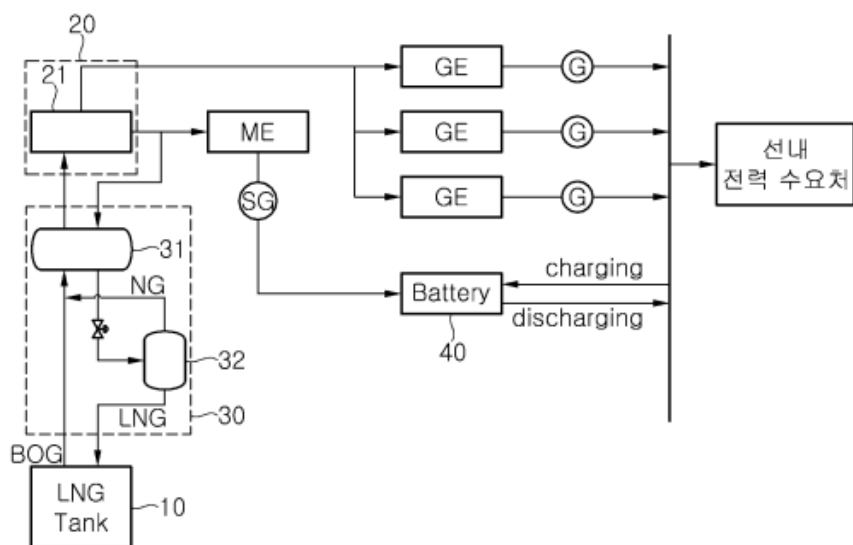 20
21
GE
G
ME
GE
G
선내
전력 수요처
SG
GE
G
31
NG
charging
Battery
discharging
40
32
LNG
30
BOG
LNG
Tank
10